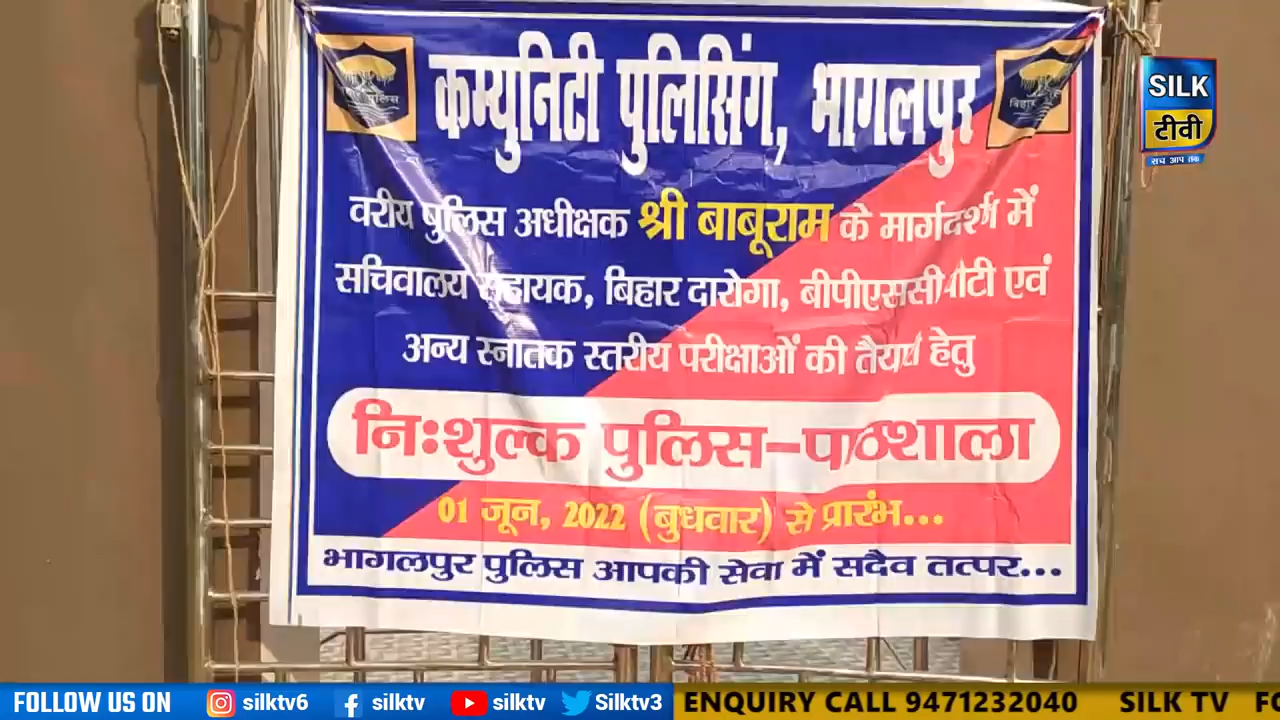 कम्युनिटी पुलिसिंग, भागलपुर
बिहार पुलिस
वरीय पुलिस अधीक्षक श्री बाबूराम के मार्गदर्शन में
सचिवालय सहायक, बिहार दारोगा, बीपीएससी पीटी एवं
अन्य स्नातक स्तरीय परीक्षाओं की तैयारी हेतु
निःशुल्क पुलिस-पाठशाला
01 जून, 2022 (बुधवार) से प्रारंभ...
भागलपुर पुलिस आपकी सेवा में सदैव तत्पर...
SILK
टीवी
सच आप तक
FOLLOW US ON silktv6 silktv silktv Silktv3 ENQUIRY CALL 9471232040 SILK TV FO